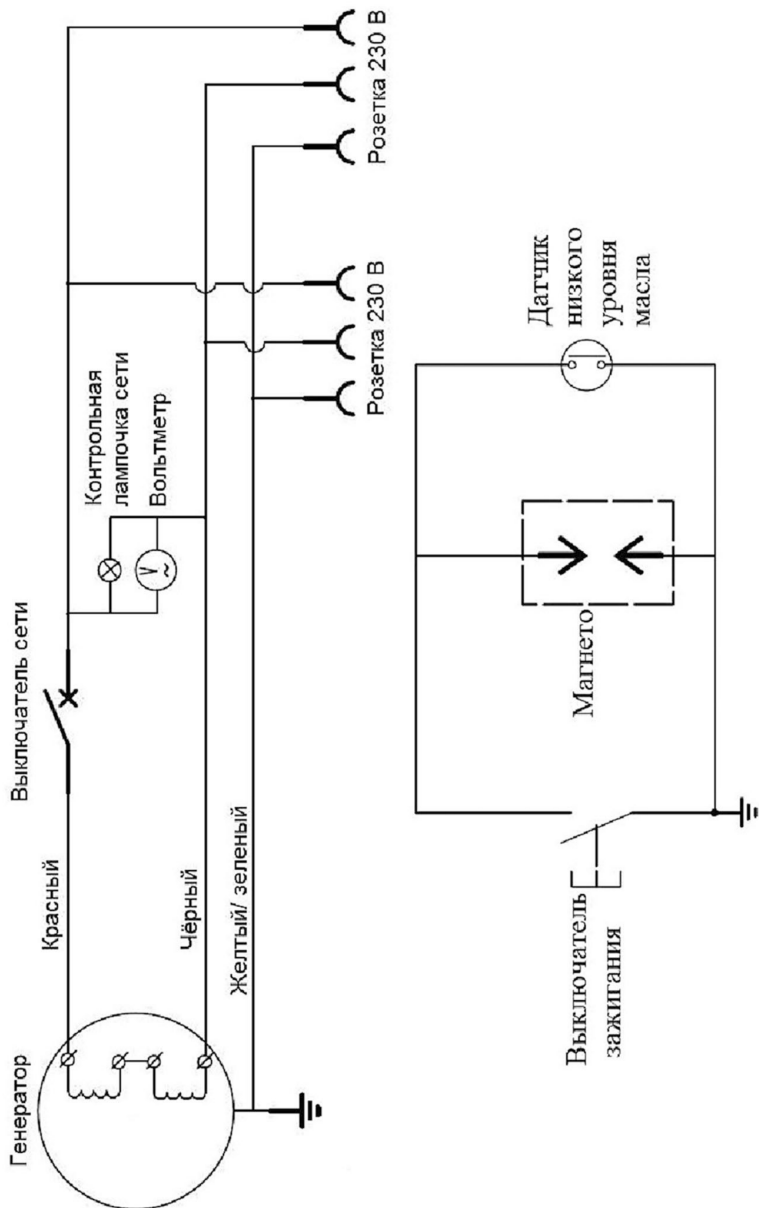 Генератор
Красный
Чёрный
Желтый/ зеленый
Выключатель сети
Контрольная
лампочка сети
Вольтметр
V
~
Розетка 230 В
Розетка 230 В
Выключатель
зажигания
Магнето
Датчик
низкого
уровня
масла